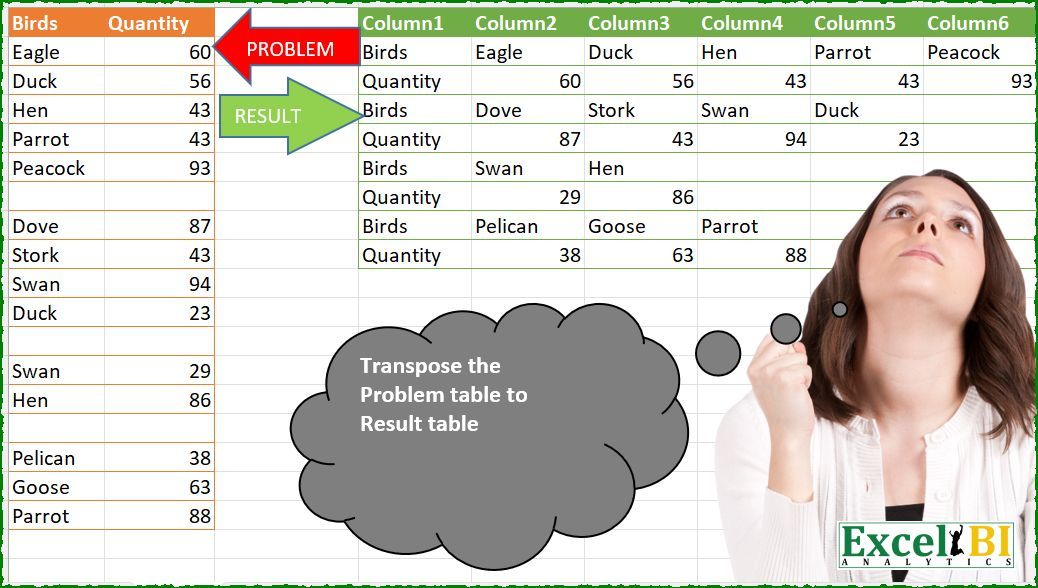 Birds Quantity
Eagle 60
Duck 56
Hen 43
Parrot 43
Peacock 93
Dove 87
Stork 43
Swan 94
Duck 23
Swan 29
Hen 86
Pelican 38
Goose 63
Parrot 88
PROBLEM
RESULT
Column1 Column2 Column3 Column4 Column5 Column6
Birds Eagle Duck Hen Parrot Peacock
Quantity 60 56 43 43 93
Birds Dove Stork Swan Duck
Quantity 87 43 94 23
Birds Swan Hen
Quantity 29 86
Birds Pelican Goose Parrot
Quantity 38 63 88
Transpose the
Problem table to
Result table
Excel BI
ANALYTICS